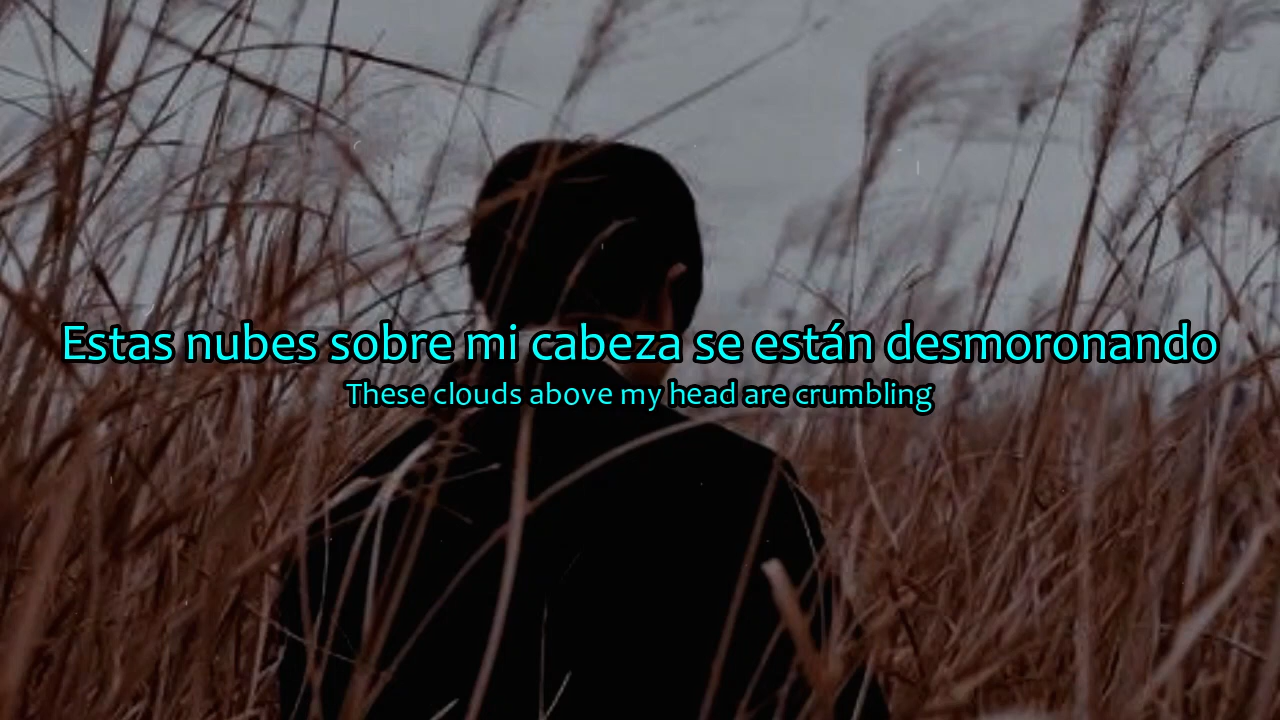 Estas nubes sobre mi cabeza se están desmoronando
These clouds above my head are crumbling